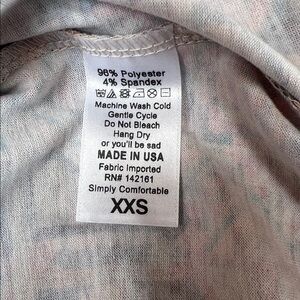 96% Polyester
4% Spandex
Machine Wash Cold
Gentle Cycle
Do Not Bleach
Hang Dry
or you'll be sad
MADE IN USA
Fabric Imported
RN# 142161
Simply Comfortable
XXS